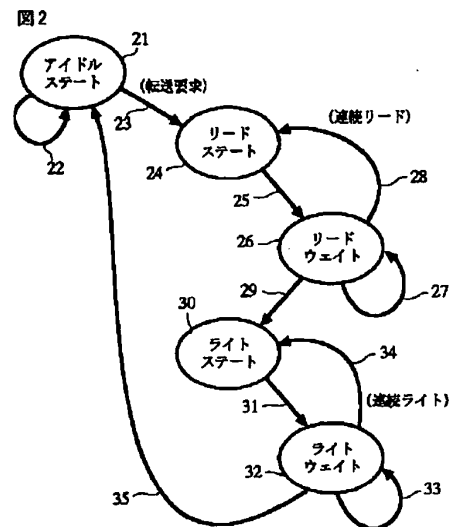 図2
21
アイドル
ステート
(転送要求)
22
23
リード
ステート
24
(連続リード)
25
28
26
リード
ウェイト
27
29
30
ライト
ステート
34
31
(連続ライト)
32
ライト
ウェイト
35
33